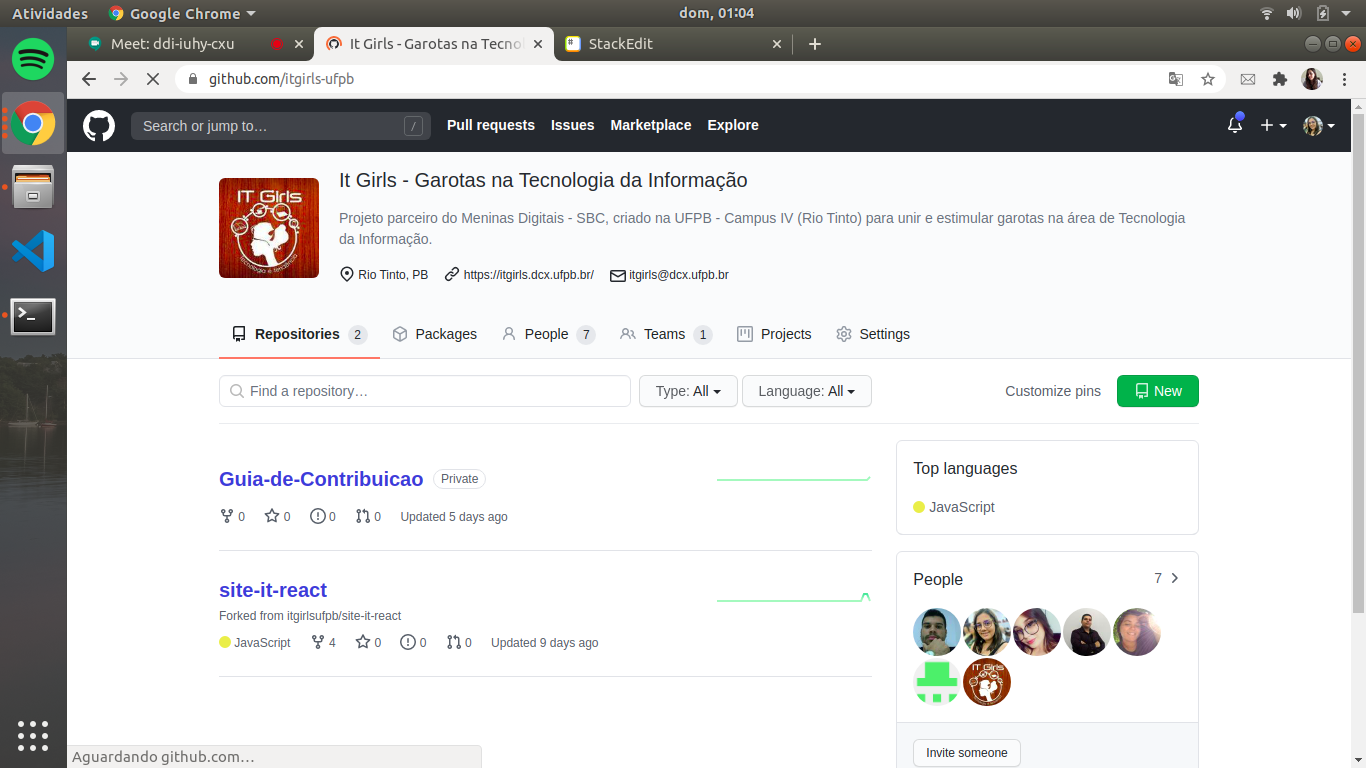 Atividades
Google Chrome
dom, 01:04
Meet: ddi-iuhy-cxu
It Girls - Garotas na Tecno
StackEdit
github.com/itgirls-ufpb
Search or jump to…
/
Pull requests
Issues
Marketplace
Explore
IT Girls
tecnologia é tendência
It Girls - Garotas na Tecnologia da Informação
Projeto parceiro do Meninas Digitais - SBC, criado na UFPB - Campus IV (Rio Tinto) para unir e estimular garotas na área de Tecnologia
da Informação.
Rio Tinto, PB
https://itgirls.dcx.ufpb.br/
itgirls@dcx.ufpb.br
Repositories 2
Packages
People 7
Teams 1
Projects
Settings
Find a repository…
Type: All
Language: All
Customize pins
New
Guia-de-Contribuicao Private
0 0 0 0 Updated 5 days ago
site-it-react
Forked from itgirlsufpb/site-it-react
JavaScript 4 0 0 0 Updated 9 days ago
Top languages
JavaScript
People 7
IT Girls
Invite someone
Aguardando github.com…